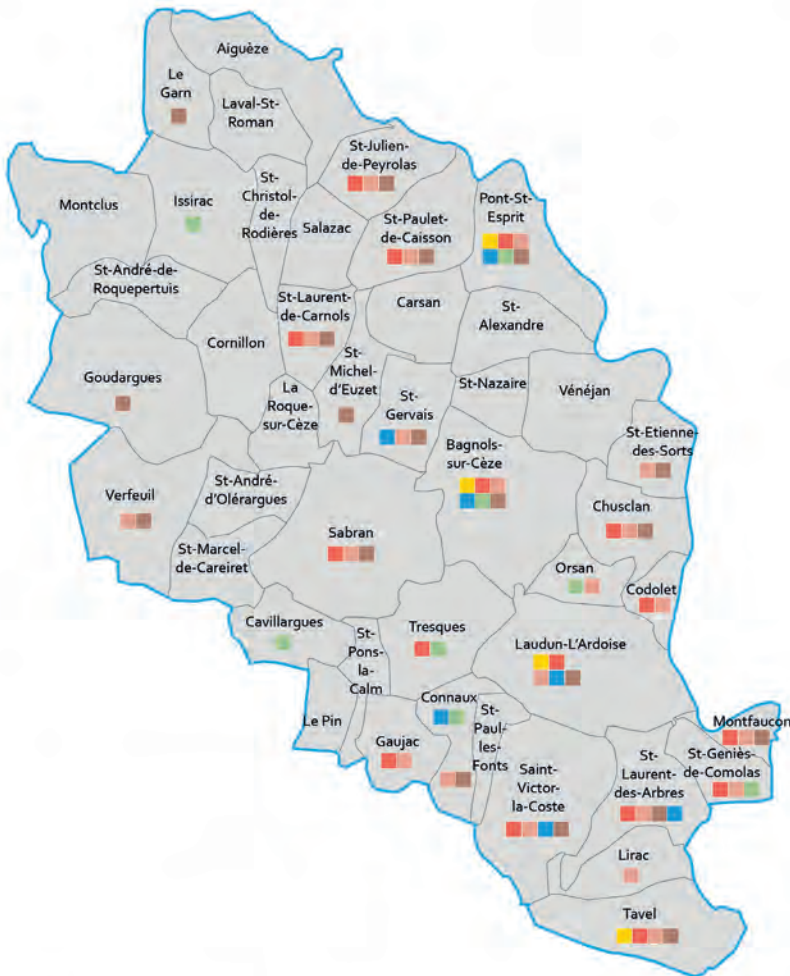 Aiguèze
Le
Garn
Laval-St-
Roman
St-Julien-
de-Peyrolas
Montclus
Issirac
St-
Christol-
de-
Rodières
Salazac
St-Paulet-
de-Caisson
Pont-St-
Esprit
St-André-de-
Roquepertuis
Cornillon
St-Laurent-
de-Carnols
Carsan
St-
Alexandre
Goudargues
La
Roque-
sur-Cèze
St-
Michel-
d'Euzet
St-
Gervais
St-Nazaire
Vénéjan
St-Etienne-
des-Sorts
Bagnols-
sur-Cèze
Verfeuil
St-André-
d'Olérargues
Sabran
Chusclan
St-Marcel-
de-Careiret
Orsan
Codolet
Cavillargues
St-
Pons-
la-
Calm
Tresques
Laudun-L'Ardoise
Le Pin
Connaux
St-
Paul-
les-
Fonts
Gaujac
Saint-
Victor-
la-Coste
St-
Laurent-
des-Arbres
Montfaucon
St-Geniès-
de-Comolas
Lirac
Tavel